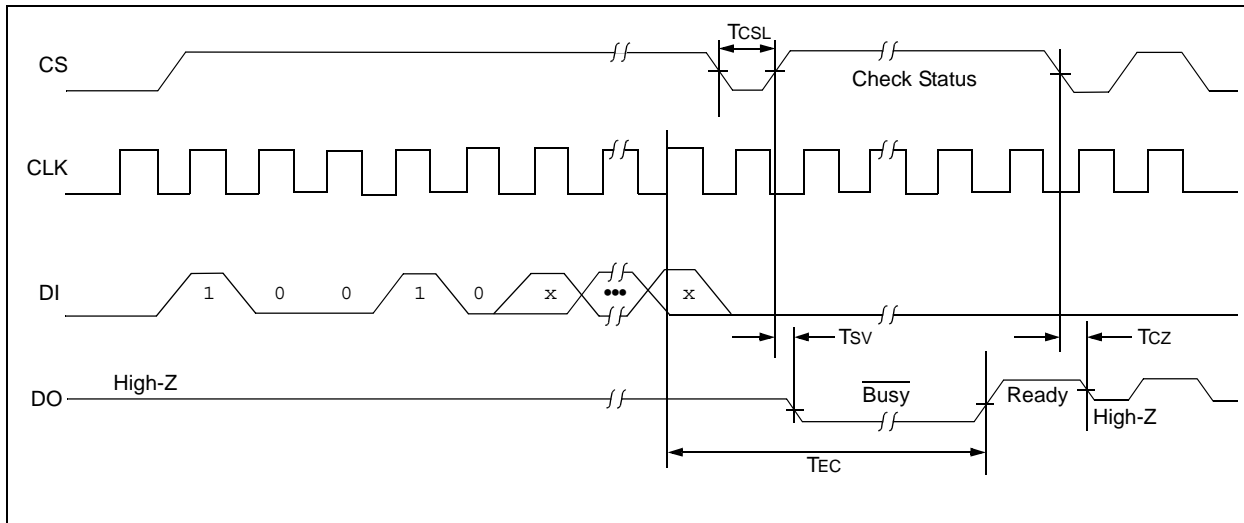 TCSL
CS
Check Status
CLK
DI 1 0 0 1 0 x ••• x
TSV TCZ
High-Z
DO Busy Ready High-Z
TEC